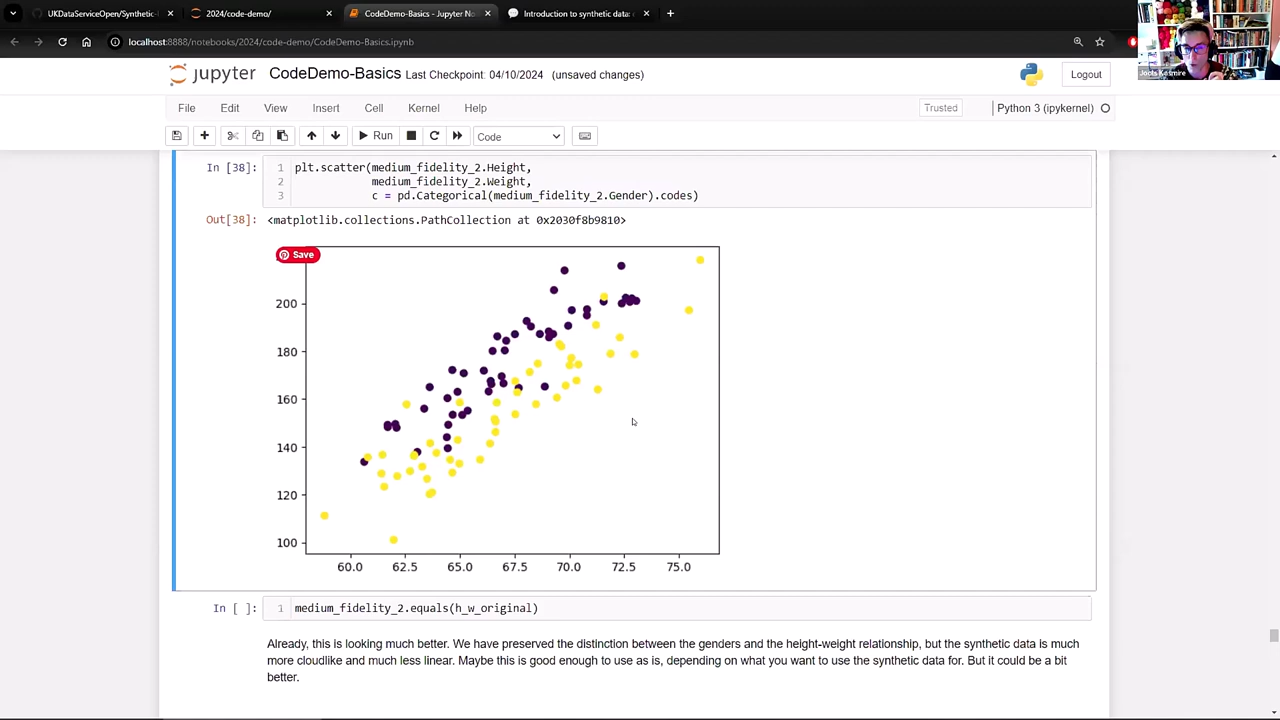 UKDataServiceOpen/Synthetic-
2024/code-demo/
CodeDemo-Basics - Jupyter No
Introduction to synthetic data:
localhost:8888/notebooks/2024/code-demo/CodeDemo-Basics.ipynb
Jools Kasmire
jupyter CodeDemo-Basics Last Checkpoint: 04/10/2024 (unsaved changes)
Logout
File Edit View Insert Cell Kernel Help
Trusted
Python 3 (ipykernel)
Run
Code
In [38]:
1 plt.scatter(medium_fidelity_2.Height,
2 medium_fidelity_2.Weight,
3 c = pd.Categorical(medium_fidelity_2.Gender).codes)
Out[38]: <matplotlib.collections.PathCollection at 0x2030f8b9810>
Save
200
180
160
140
120
100
60.0 62.5 65.0 67.5 70.0 72.5 75.0
In [ ]: 1 medium_fidelity_2.equals(h_w_original)
Already, this is looking much better. We have preserved the distinction between the genders and the height-weight relationship, but the synthetic data is much
more cloudlike and much less linear. Maybe this is good enough to use as is, depending on what you want to use the synthetic data for. But it could be a bit
better.